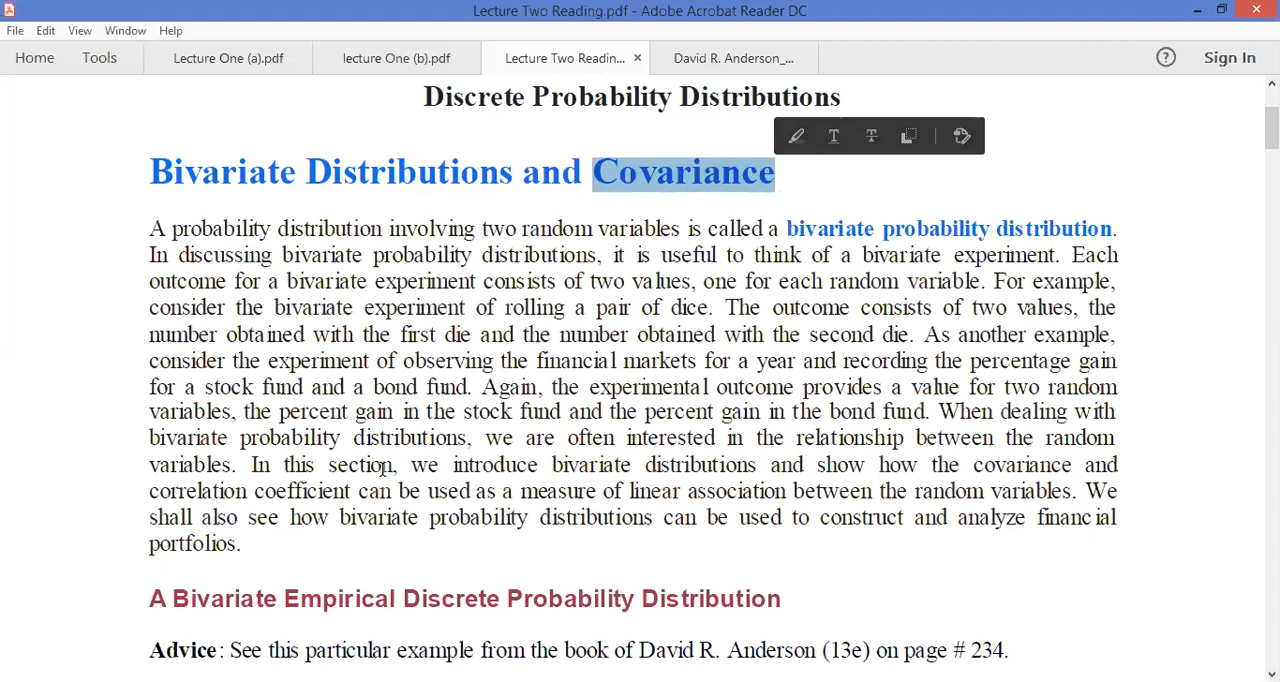 Lecture Two Reading.pdf - Adobe Acrobat Reader DC
File Edit View Window Help
Home Tools Lecture One (a).pdf lecture One (b).pdf Lecture Two Readin... × David R. Anderson_... ? Sign In
Discrete Probability Distributions
Bivariate Distributions and Covariance
A probability distribution involving two random variables is called a bivariate probability distribution.
In discussing bivariate probability distributions, it is useful to think of a bivariate experiment. Each
outcome for a bivariate experiment consists of two values, one for each random variable. For example,
consider the bivariate experiment of rolling a pair of dice. The outcome consists of two values, the
number obtained with the first die and the number obtained with the second die. As another example,
consider the experiment of observing the financial markets for a year and recording the percentage gain
for a stock fund and a bond fund. Again, the experimental outcome provides a value for two random
variables, the percent gain in the stock fund and the percent gain in the bond fund. When dealing with
bivariate probability distributions, we are often interested in the relationship between the random
variables. In this section, we introduce bivariate distributions and show how the covariance and
correlation coefficient can be used as a measure of linear association between the random variables. We
shall also see how bivariate probability distributions can be used to construct and analyze financial
portfolios.
A Bivariate Empirical Discrete Probability Distribution
Advice: See this particular example from the book of David R. Anderson (13e) on page # 234.